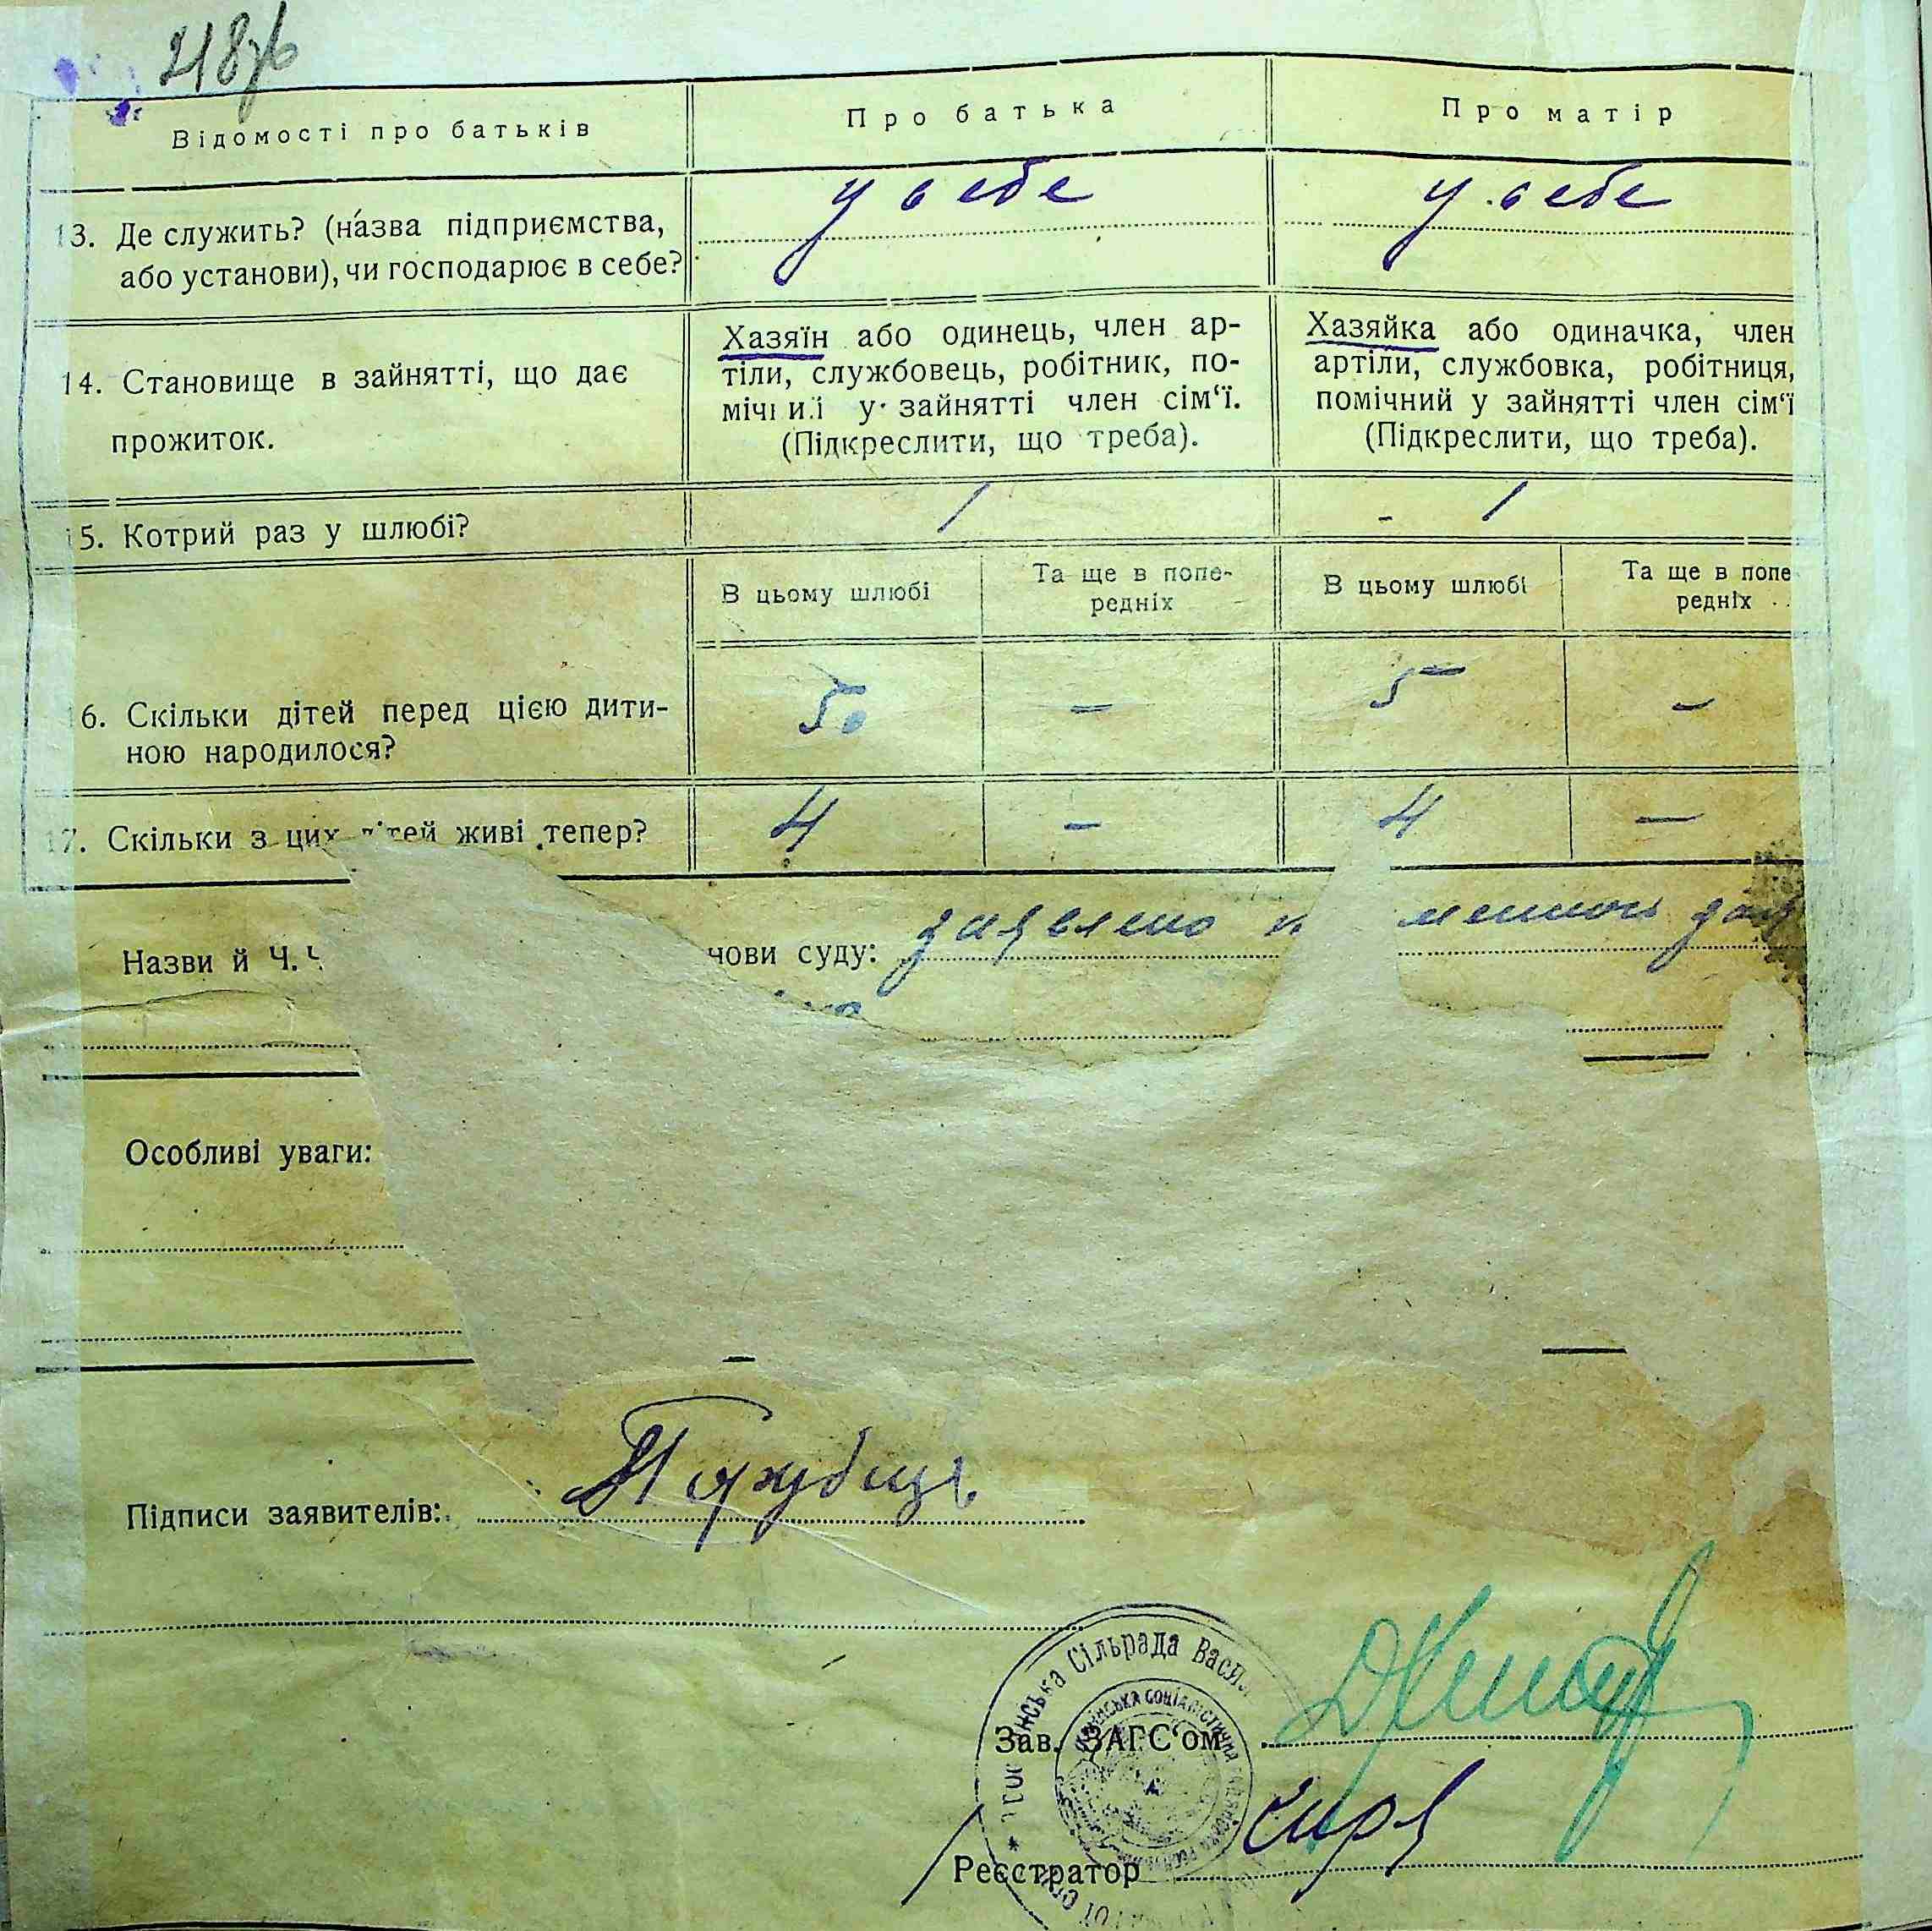 218
Відомості про батьків
Про батька
Про матір
13. Де служить? (назва підприємства,
або установи), чи господарює в себе?
у себе
у себе
14. Становище в зайнятті, що дає
прожиток.
Хазяїн або одинець, член ар-
тіли, службовець, робітник, по-
у зайнятті член сім‘ї.
(Підкреслити, що треба).
Хазяйка або одиначка, член
артіли, службовка, робітниця,
помічний у зайнятті член сім‘ї
(Підкреслити, що треба).
15. Котрий раз у шлюбі?
1
- 1
В цьому шлюбі
Та ще в попе-
редніх
В цьому шлюбі
Та ще в попе
редніх
16. Скільки дітей перед цією дити-
ною народилося?
5
–
5
–
17. Скільки з цих дітей живі тепер?
4
–
4
–
Назви й Ч.
нови суду:
заявлено
Особливі уваги:
Підписи заявителів:
Сільрада Васил
Зав. ЗАГС‘ом
Реєстратор